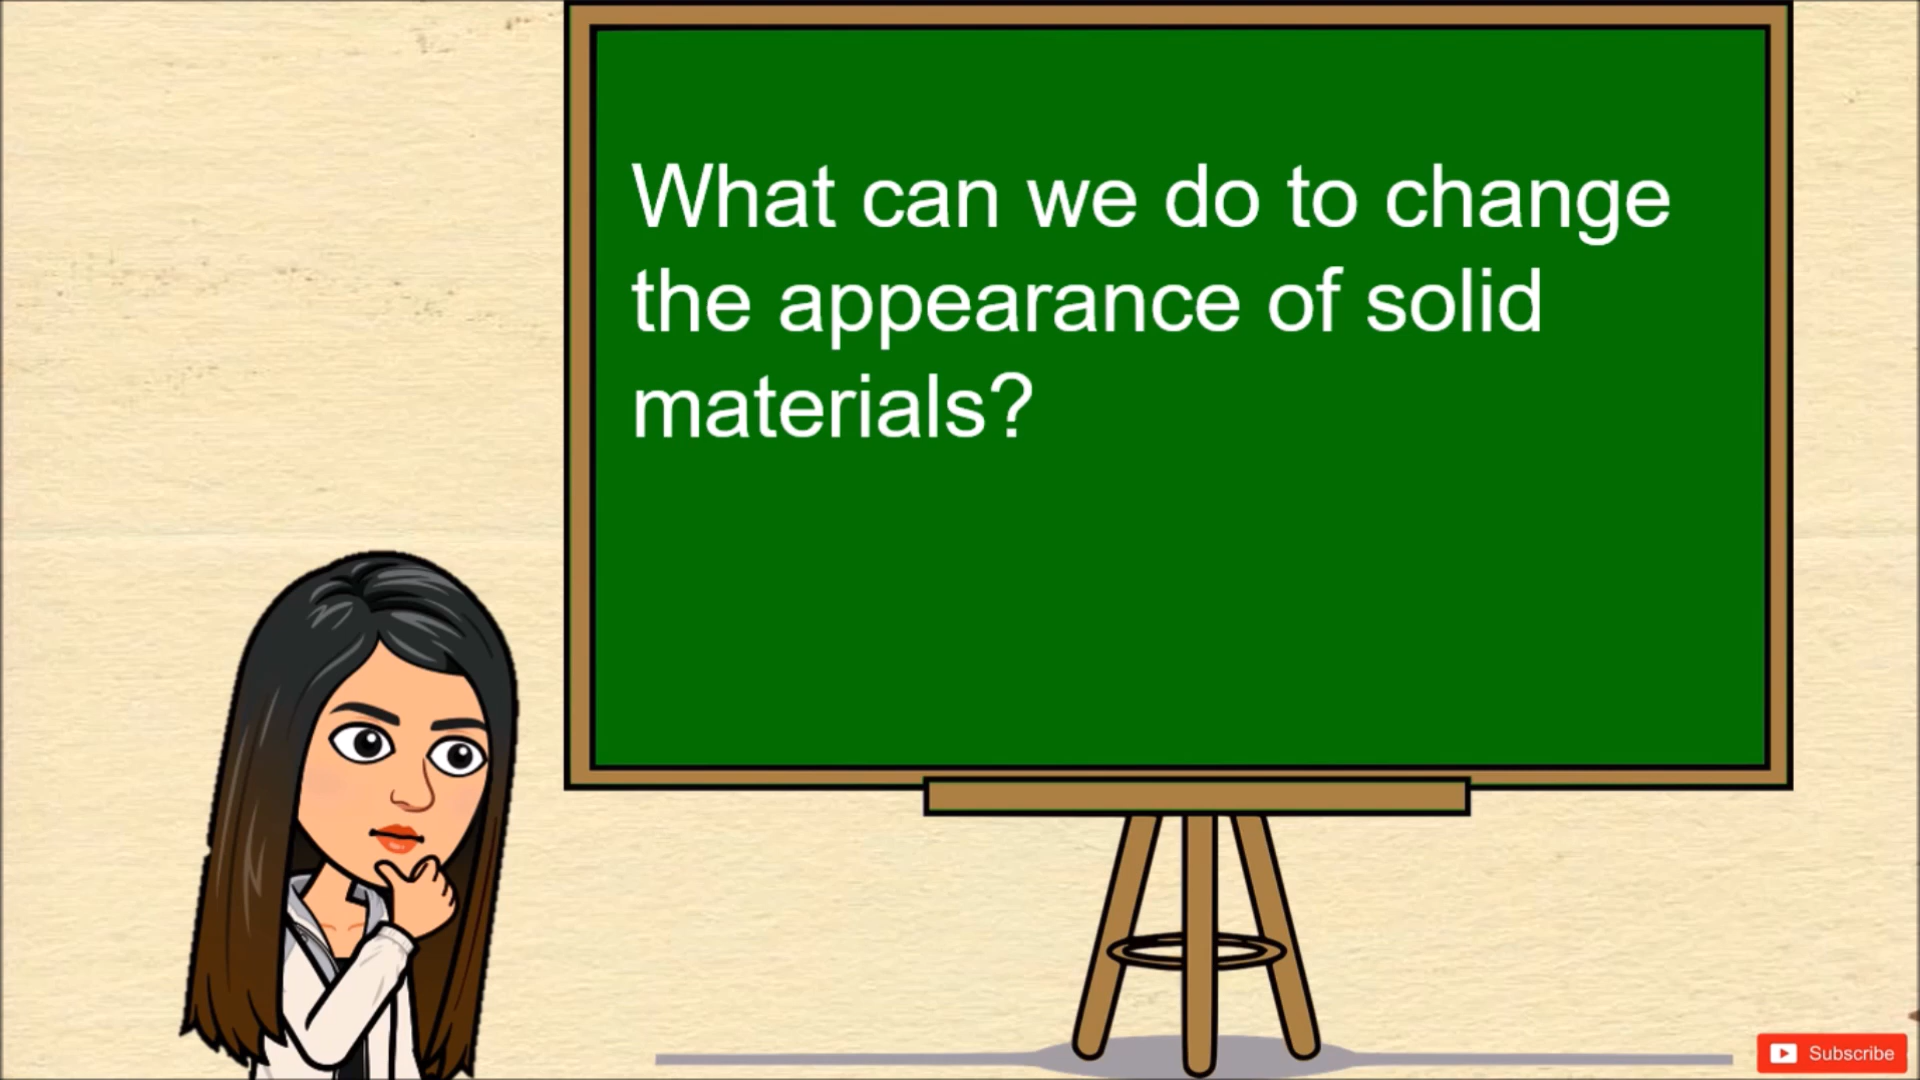 What can we do to change
the appearance of solid
materials?
Subscribe